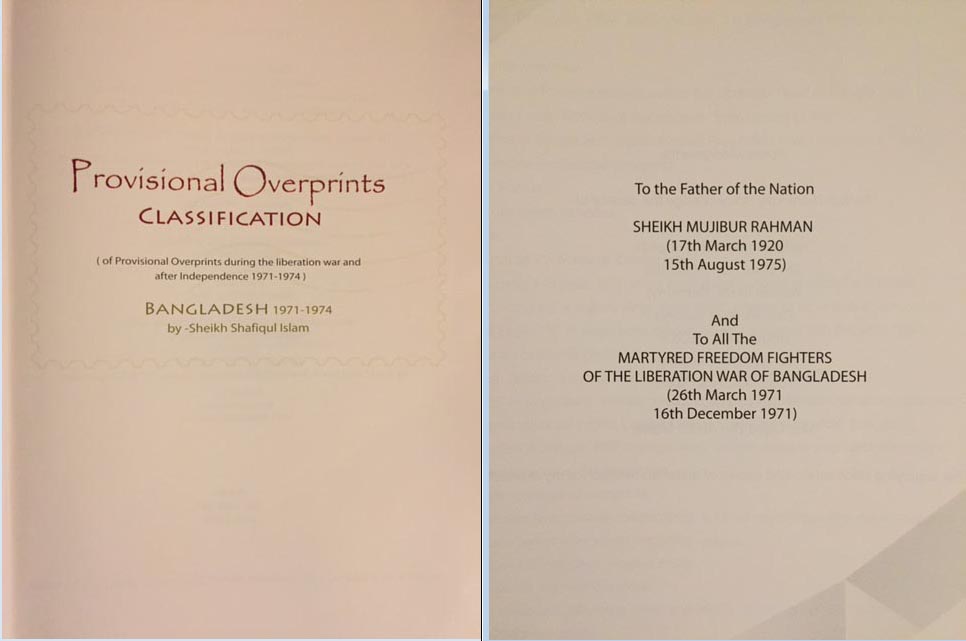 Provisional Overprints
CLASSIFICATION
( of Provisional Overprints during the liberation war and
after Independence 1971-1974 )
BANGLADESH 1971-1974
by -Sheikh Shafiqul Islam
To the Father of the Nation
SHEIKH MUJIBUR RAHMAN
(17th March 1920
15th August 1975)
And
To All The
MARTYRED FREEDOM FIGHTERS
OF THE LIBERATION WAR OF BANGLADESH
(26th March 1971
16th December 1971)